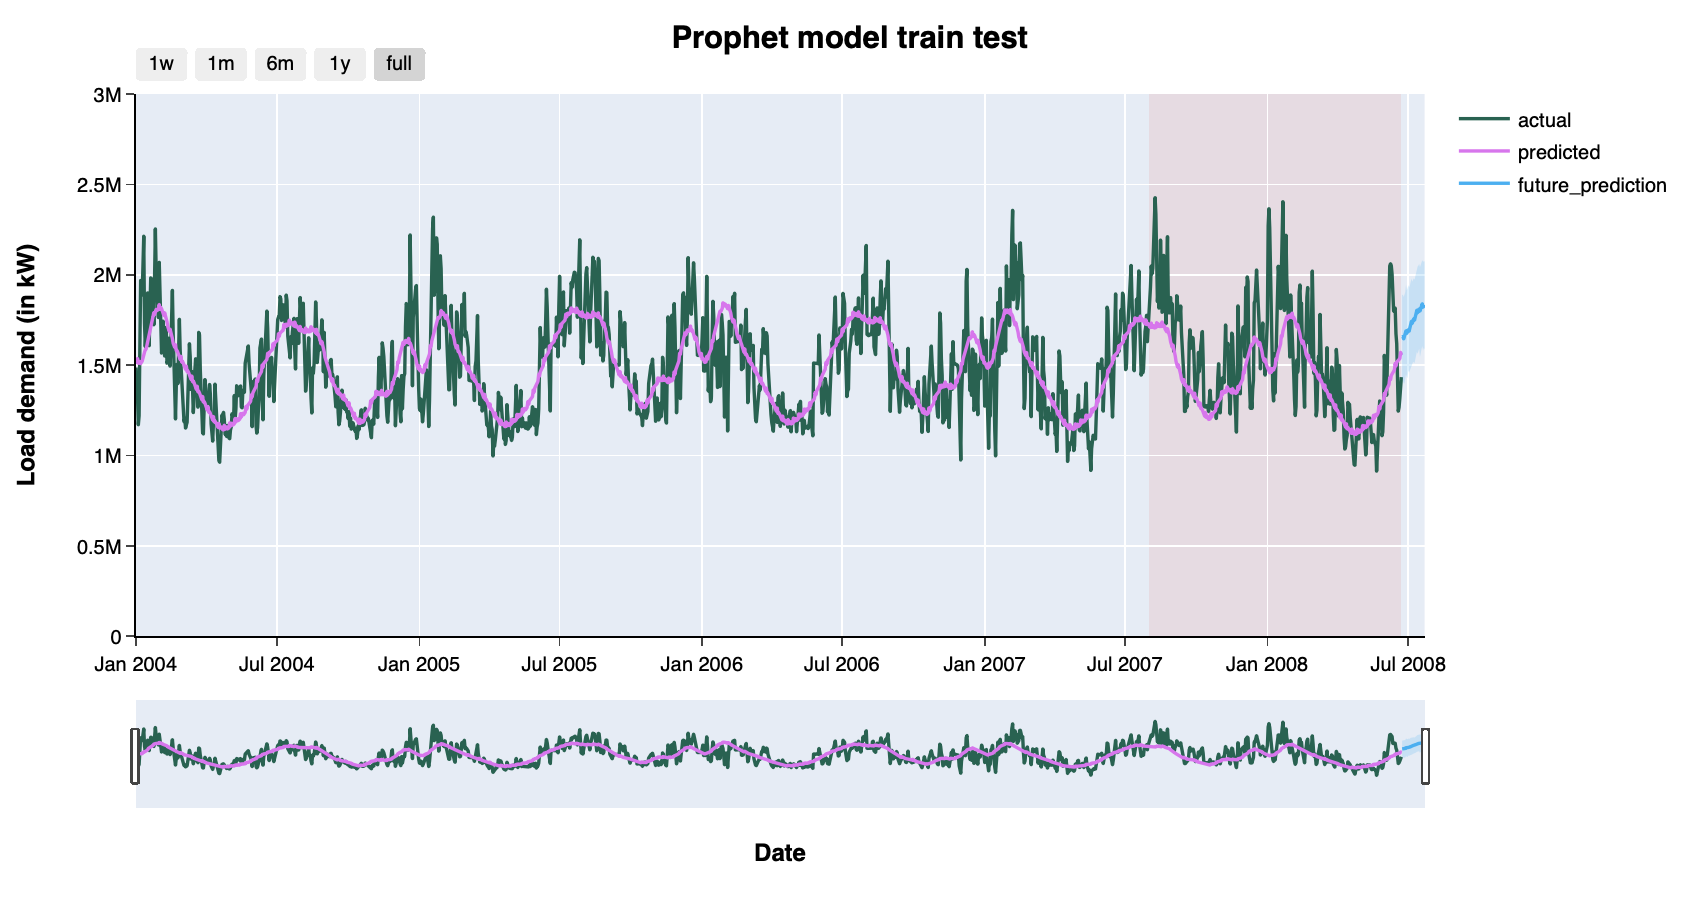 Prophet model train test
1w 1m 6m 1y full
3M
2.5M
2M
1.5M
1M
0.5M
0
Load demand (in kW)
Jan 2004 Jul 2004 Jan 2005 Jul 2005 Jan 2006 Jul 2006 Jan 2007 Jul 2007 Jan 2008 Jul 2008
Date
actual
predicted
future_prediction